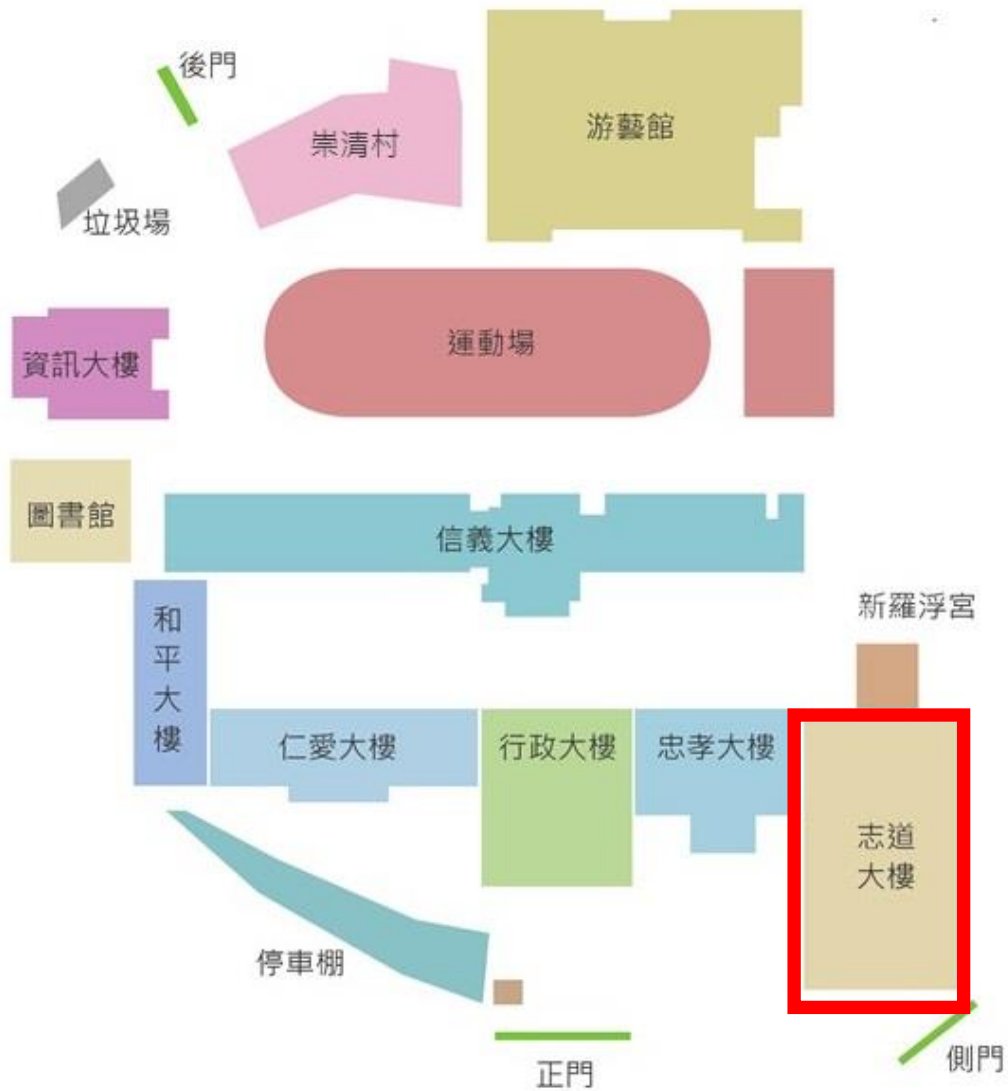 後門
崇清村
游藝館
垃圾場
運動場
資訊大樓
圖書館
信義大樓
新羅浮宮
和
平
大
樓
仁愛大樓
行政大樓
忠孝大樓
志道
大樓
停車棚
側門
正門